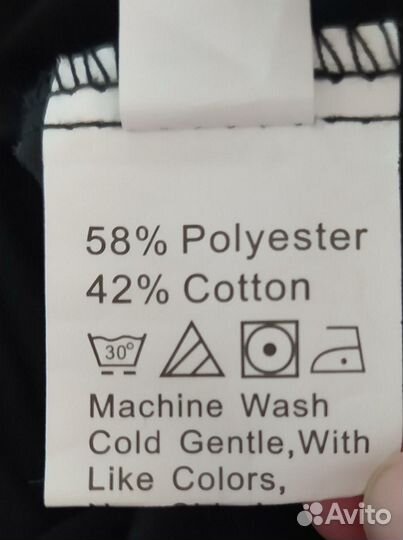 58% Polyester
42% Cotton
30°
Machine Wash
Cold Gentle,With
Like Colors,
Avito